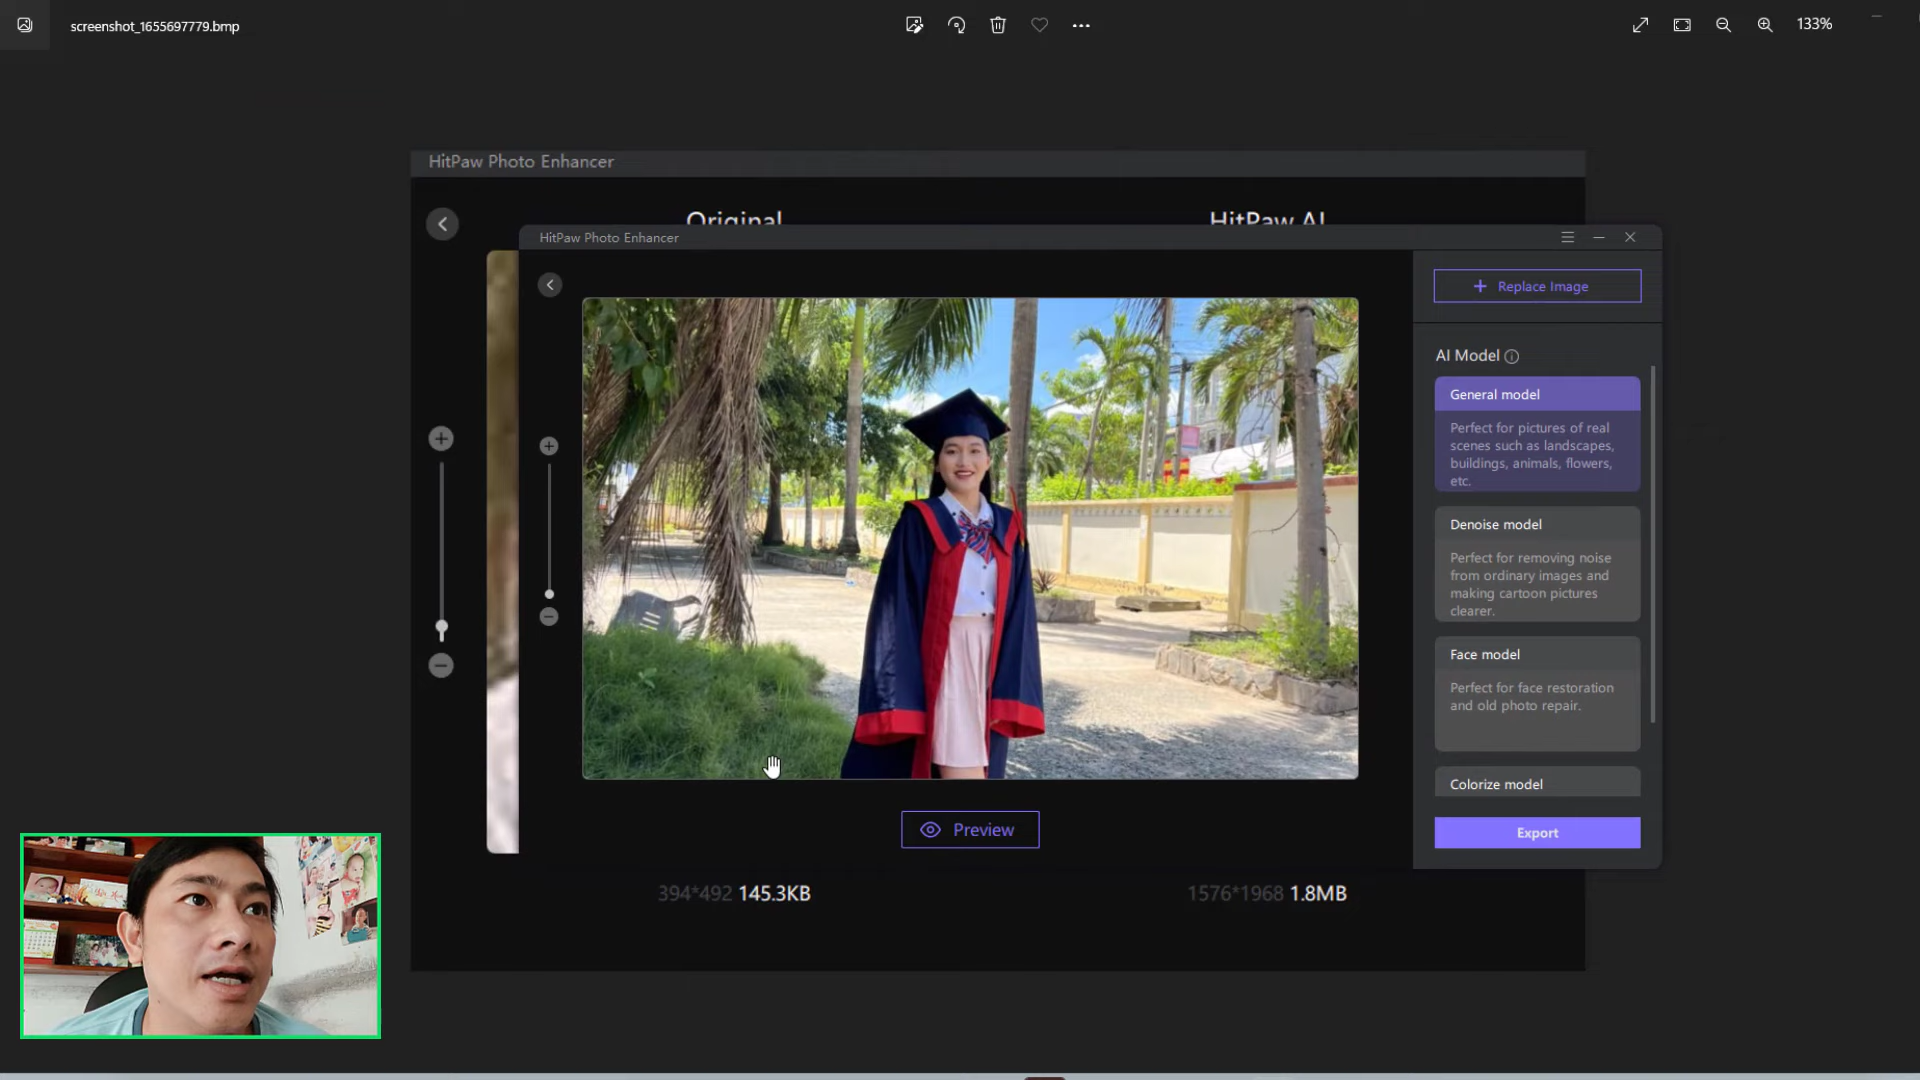 screenshot_1655697779.bmp
133%
HitPaw Photo Enhancer
Original
HitPaw AI
HitPaw Photo Enhancer
Replace Image
AI Model
General model
Perfect for pictures of real
scenes such as landscapes,
buildings, animals, flowers,
etc.
Denoise model
Perfect for removing noise
from ordinary images and
making cartoon pictures
clearer.
Face model
Perfect for face restoration
and old photo repair.
Colorize model
Preview
Export
394*492 145.3KB
1576*1968 1.8MB